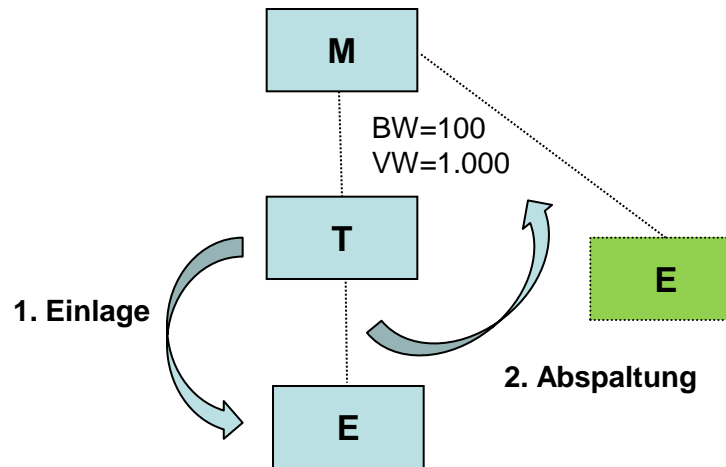 M
BW=100
VW=1.000
T
E
1. Einlage
2. Abspaltung
E